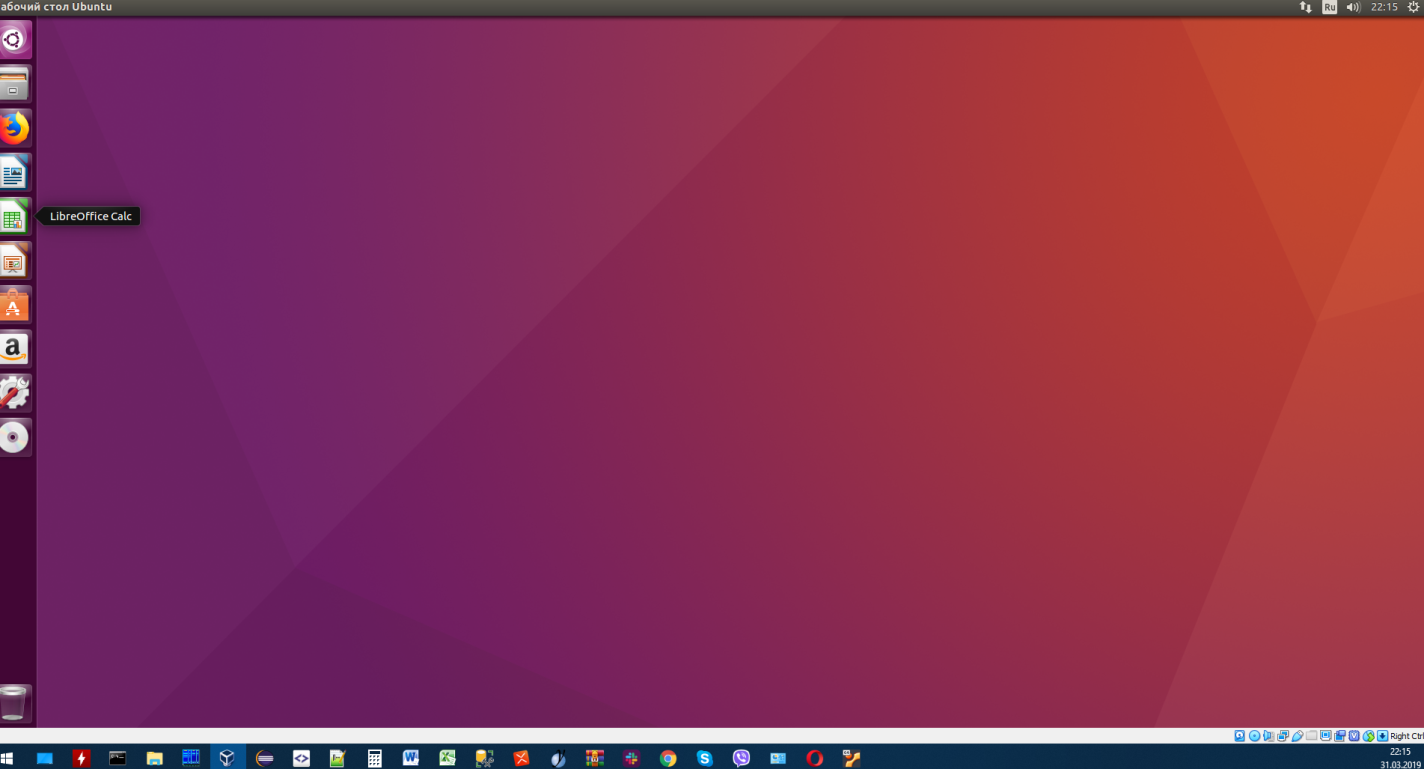 абочий стол Ubuntu
Ru
22:15
LibreOffice Calc
Right Ctrl
22:15
31.03.2019